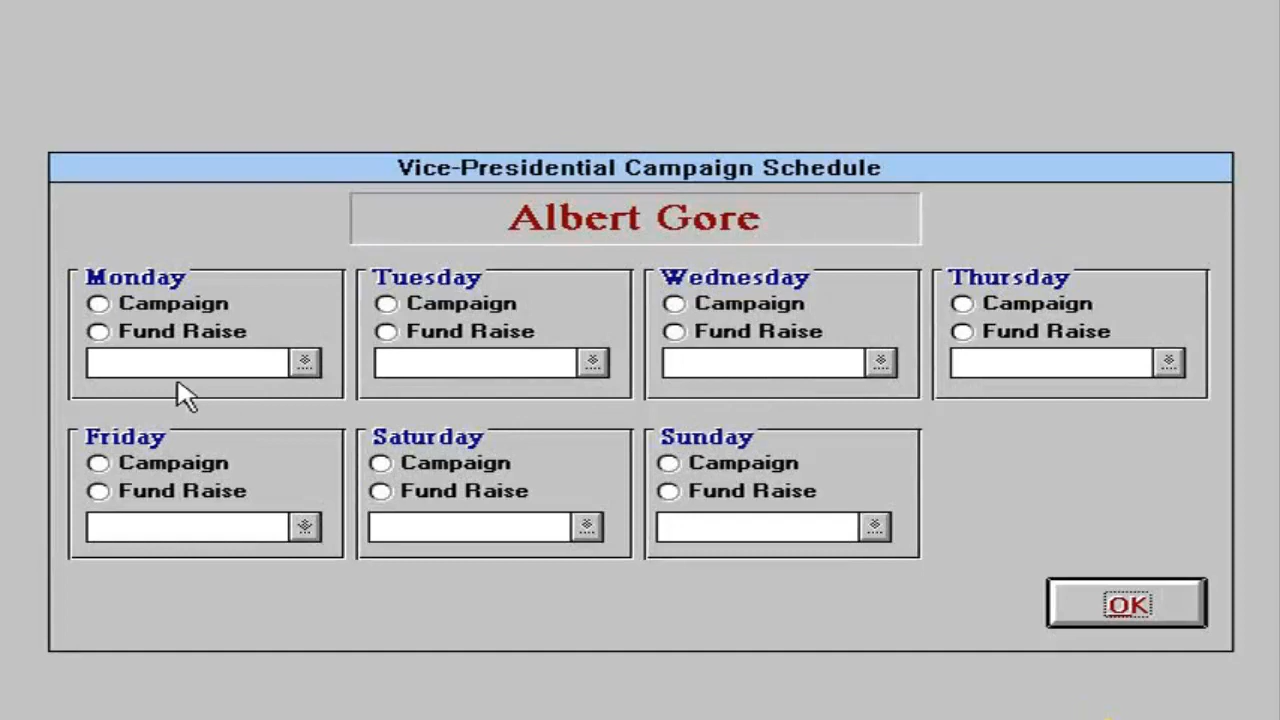 Vice-Presidential Campaign Schedule
Albert Gore
Monday
Campaign
Fund Raise
Tuesday
Campaign
Fund Raise
Wednesday
Campaign
Fund Raise
Thursday
Campaign
Fund Raise
Friday
Campaign
Fund Raise
Saturday
Campaign
Fund Raise
Sunday
Campaign
Fund Raise
OK